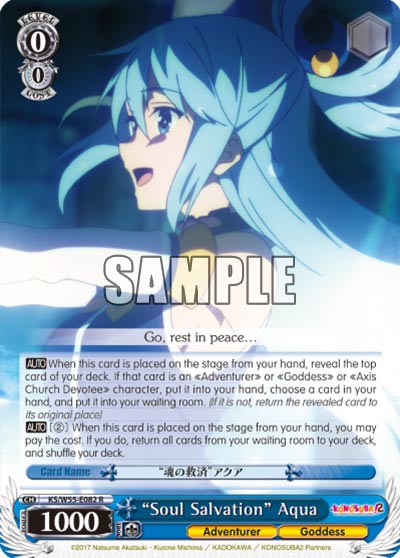 LEVEL
0
0
COST
SAMPLE
Go, rest in peace…
AUTO When this card is placed on the stage from your hand, reveal the top
card of your deck. If that card is an «Adventurer» or «Goddess» or «Axis
Church Devotee» character, put it into your hand, choose a card in your
hand, and put it into your waiting room. (If it is not, return the revealed card to
its original place)
AUTO [②] When this card is placed on the stage from your hand, you may
pay the cost. If you do, return all cards from your waiting room to your deck,
and shuffle your deck.
Card Name
“魂の救済”アクア
CH KS/W55-E082 R
POWER
1000
“Soul Salvation” Aqua
KONOSUBA 2
Adventurer
Goddess
©2017 Natsume Akatsuki・Kurone Mishima / KADOKAWA / KONOSUBA2 Partners